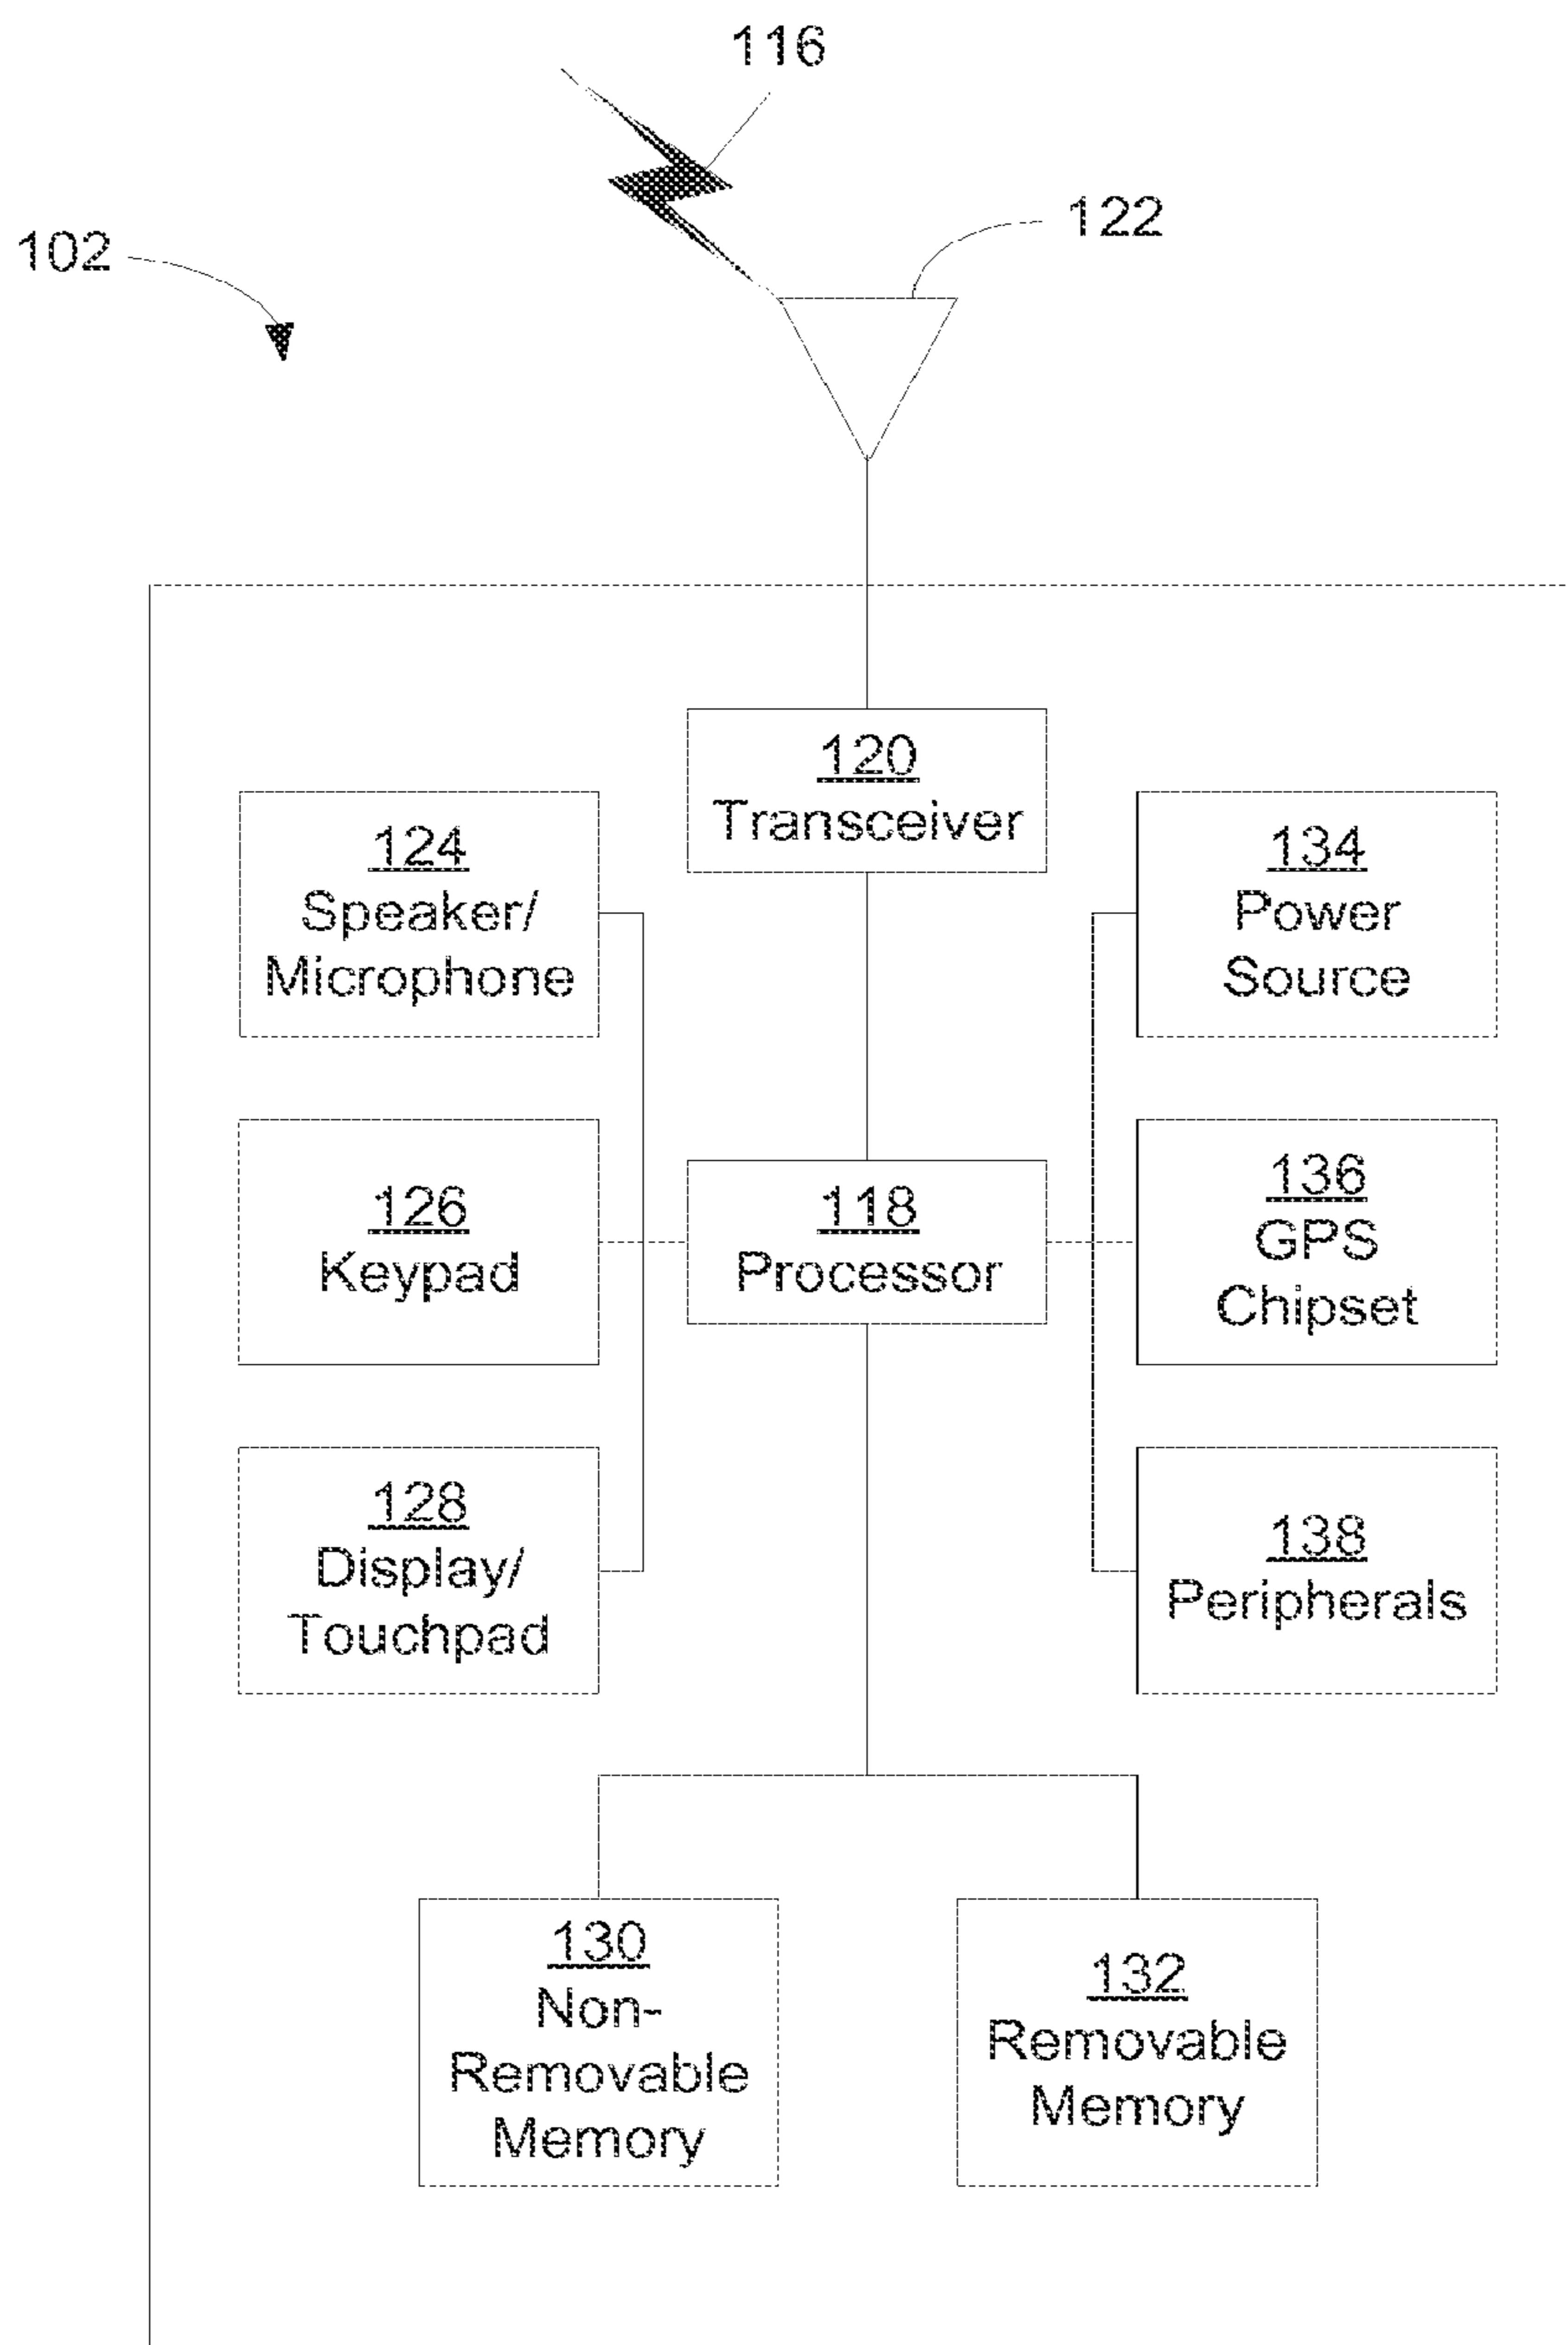 116
122
102
120
Transceiver
124
Speaker/
Microphone
134
Power
Source
126
Keypad
118
Processor
136
GPS
Chipset
128
Display/
Touchpad
138
Peripherals
130
Non-
Removable
Memory
132
Removable
Memory